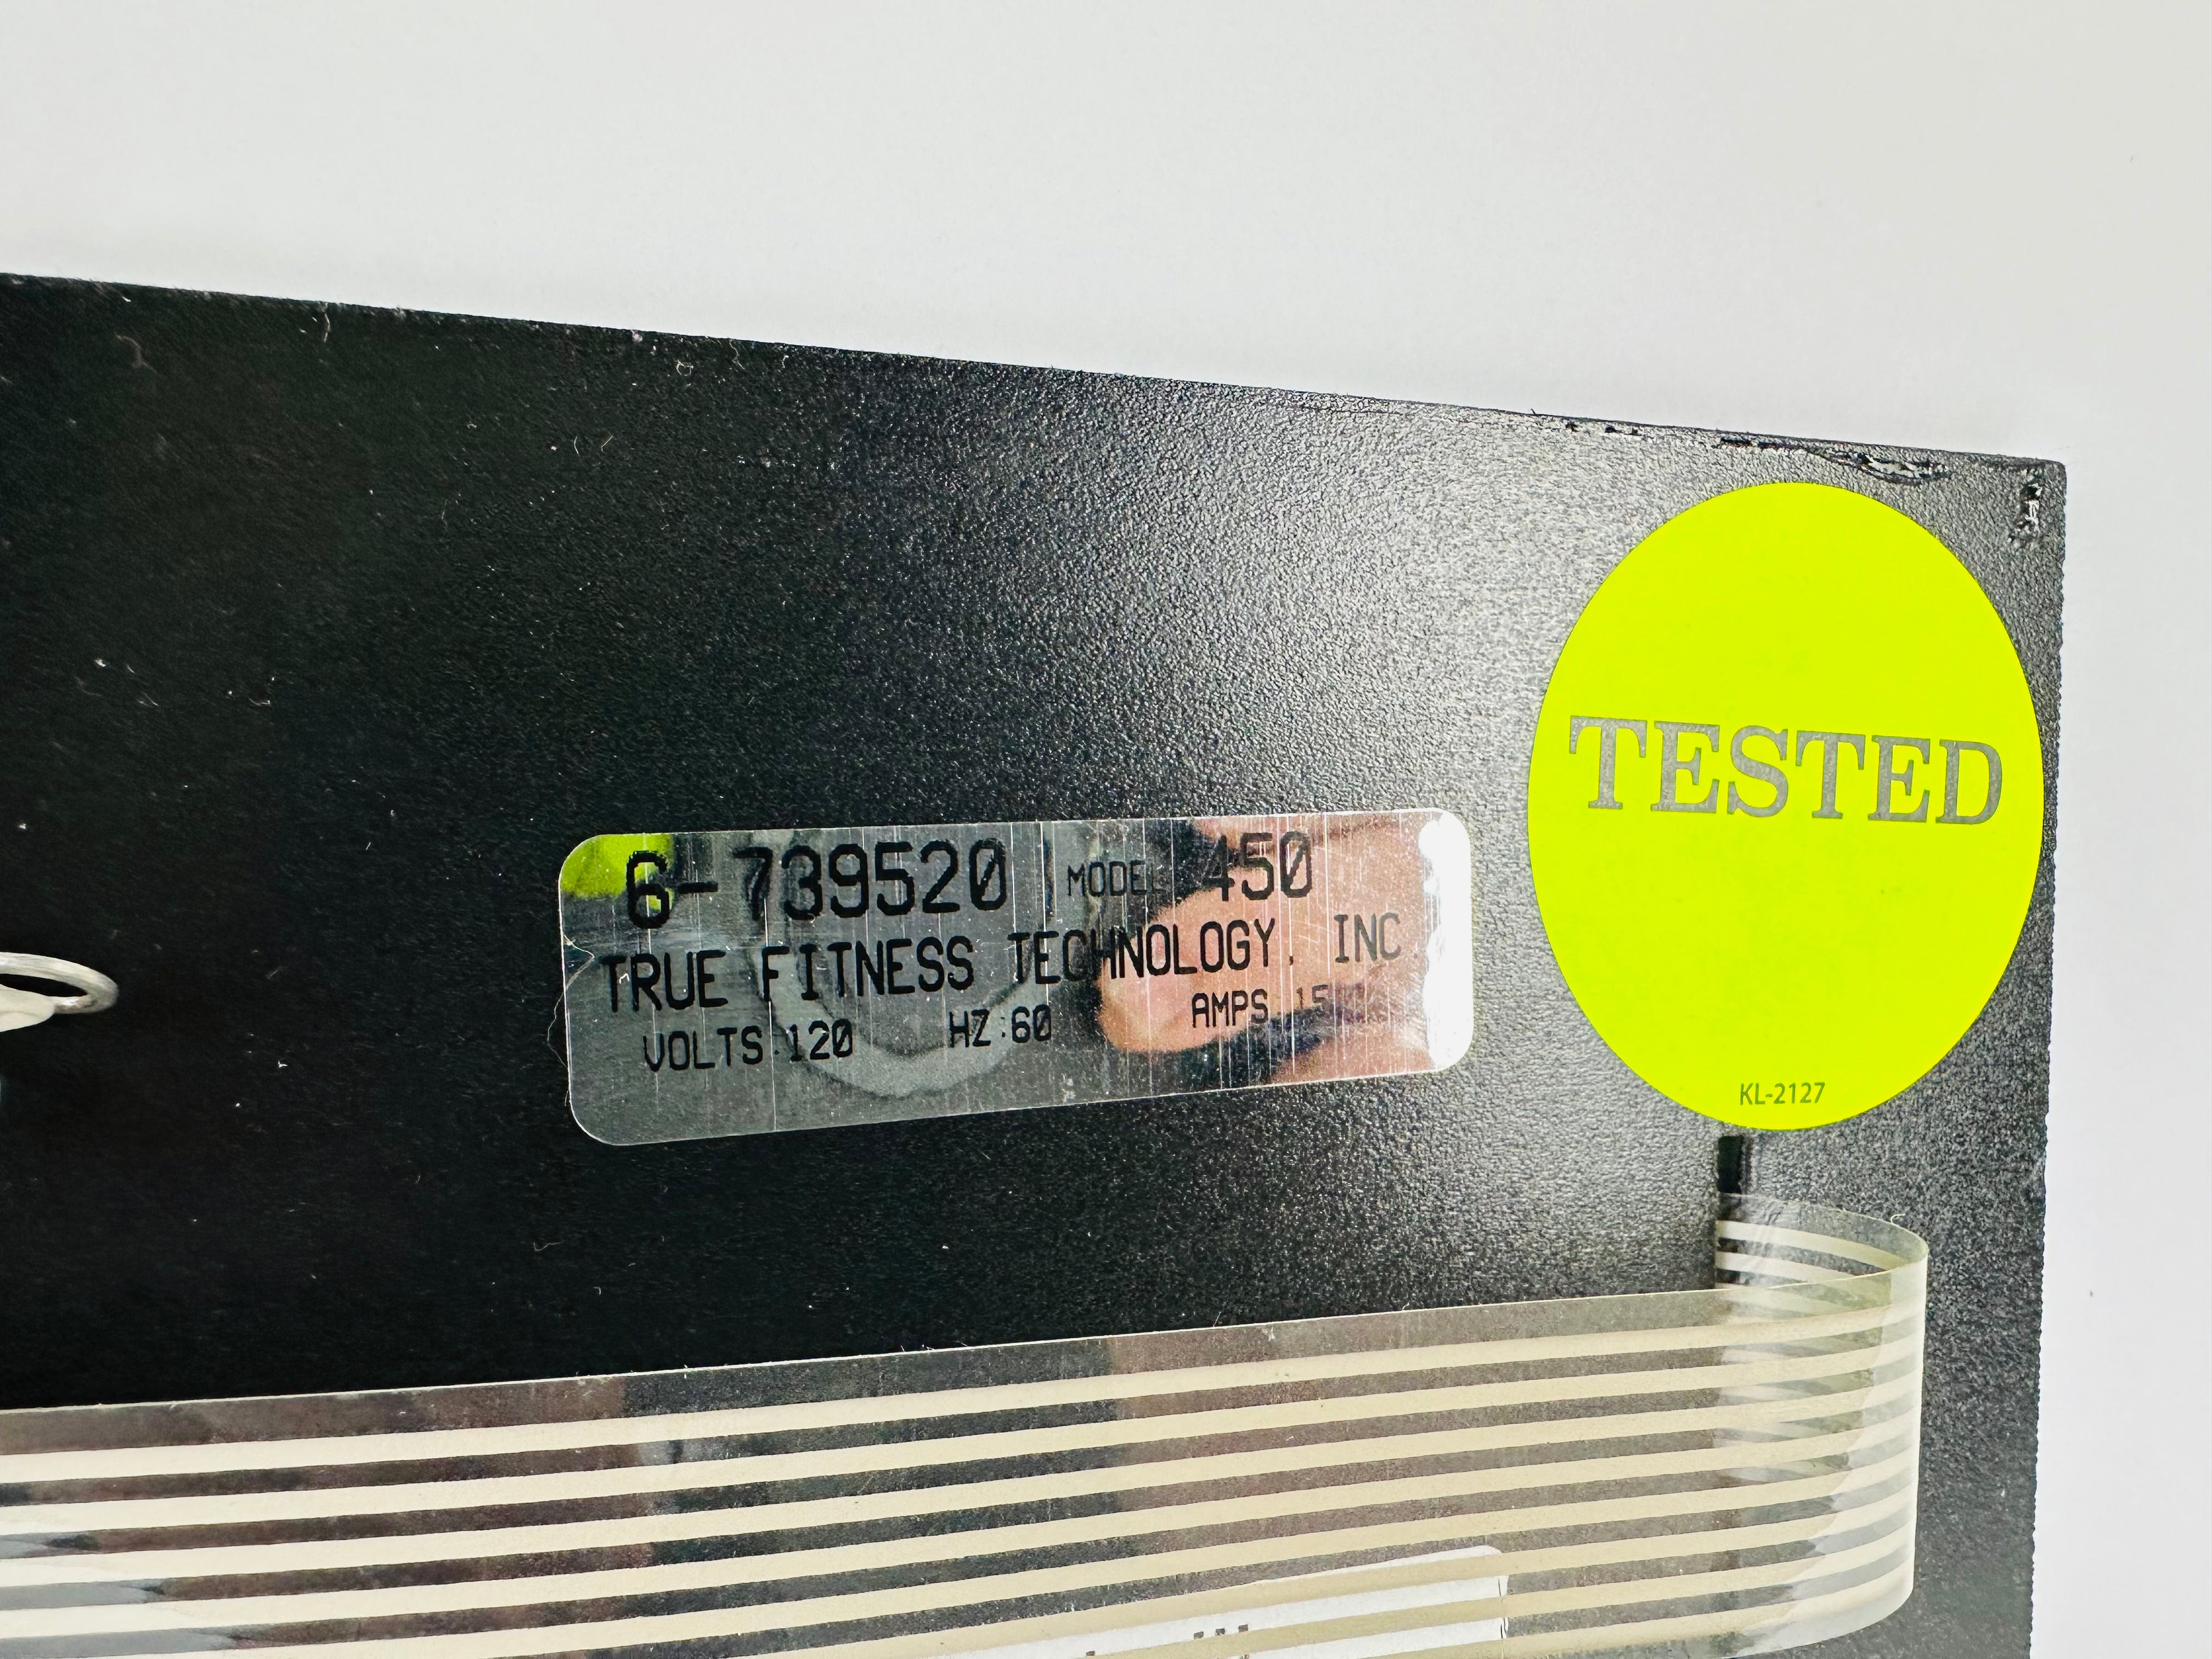 6-739520 MODEL 450
TRUE FITNESS TECHNOLOGY, INC
VOLTS:120 HZ:60 AMPS:15
TESTED
KL-2127